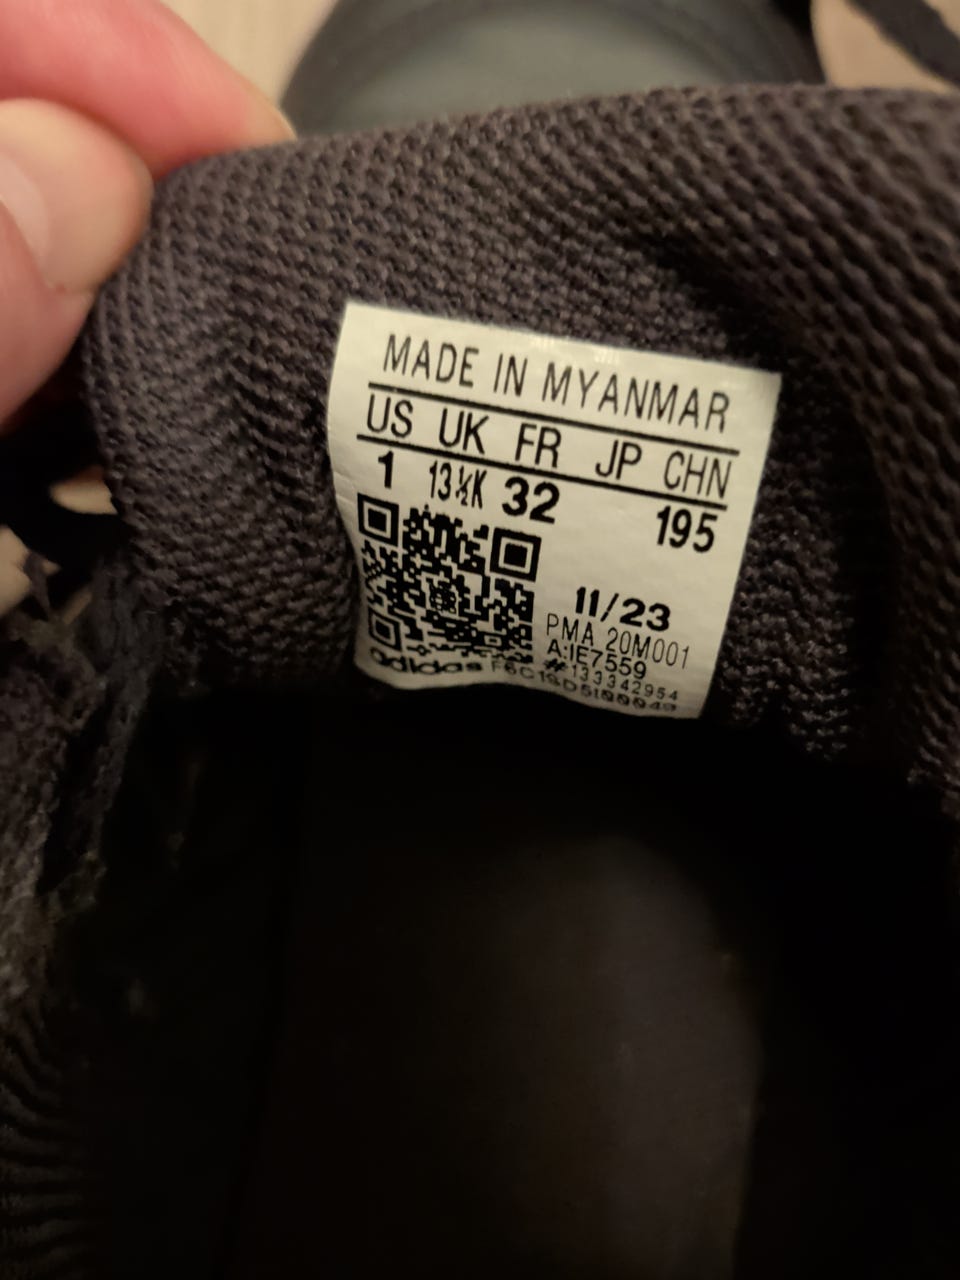 MADE IN MYANMAR
US UK FR JP CHN
1 13½K 32 195
11/23
PMA 20M001
A:IE7559
#133342954
adidas